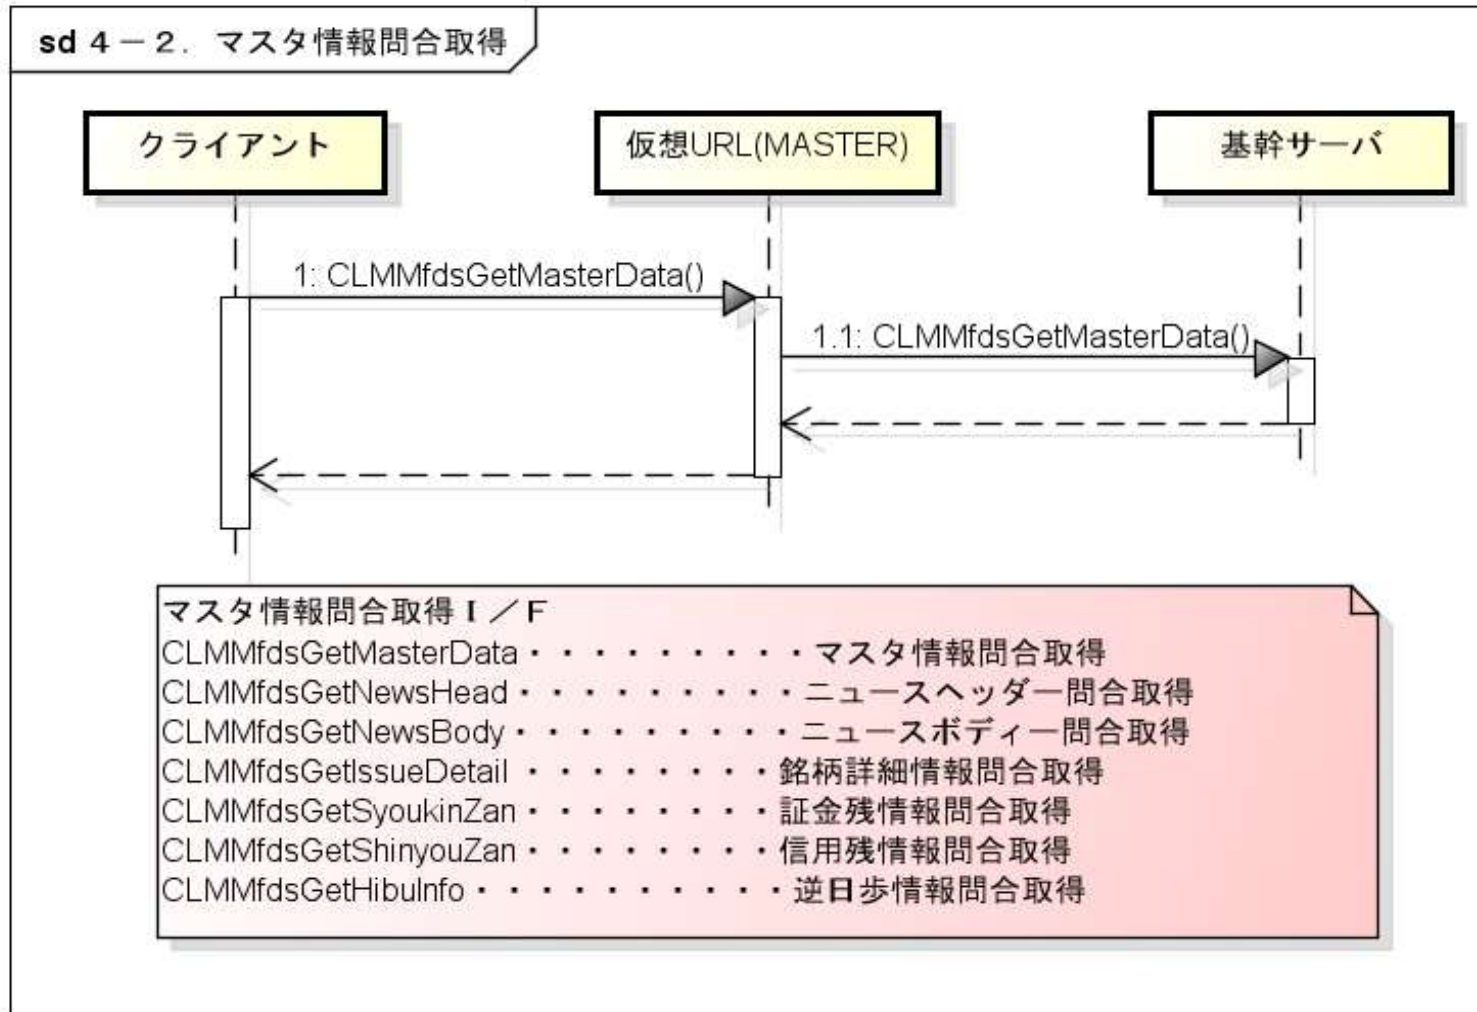 sd ４－２．マスタ情報問合取得
クライアント
仮想URL(MASTER)
基幹サーバ
1: CLMMfdsGetMasterData()
1.1: CLMMfdsGetMasterData()
マスタ情報問合取得Ｉ／Ｆ
CLMMfdsGetMasterData・・・・・・・・・マスタ情報問合取得
CLMMfdsGetNewsHead・・・・・・・・・ニュースヘッダー問合取得
CLMMfdsGetNewsBody・・・・・・・・・ニュースボディー問合取得
CLMMfdsGetIssueDetail ・・・・・・・・銘柄詳細情報問合取得
CLMMfdsGetSyoukinZan・・・・・・・・証金残情報問合取得
CLMMfdsGetShinyouZan・・・・・・・・信用残情報問合取得
CLMMfdsGetHibuInfo・・・・・・・・・・逆日歩情報問合取得